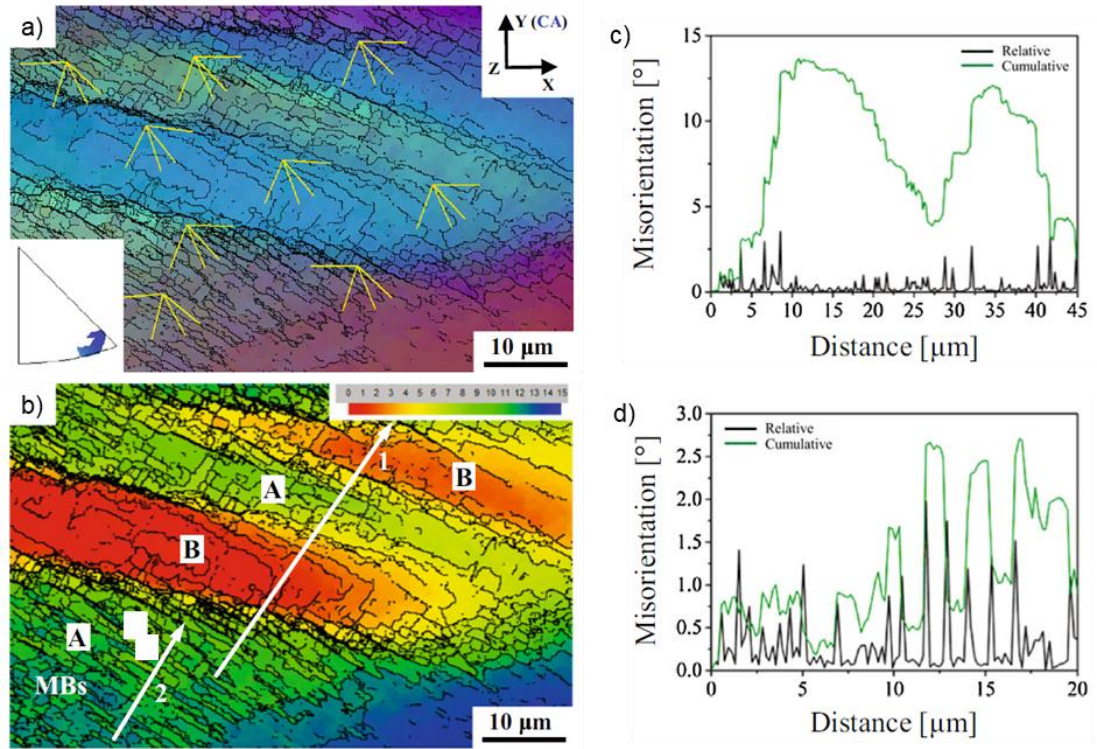 a)
Y (CA)
Z
X
10 µm
b)
0 1 2 3 4 5 6 7 8 9 10 11 12 13 14 15
1
B
A
B
A
MBs
2
10 µm
c)
Misorientation [°]
15
10
5
0
Relative
Cumulative
0 5 10 15 20 25 30 35 40 45
Distance [µm]
d)
Misorientation [°]
3.0
2.5
2.0
1.5
1.0
0.5
0.0
Relative
Cumulative
0 5 10 15 20
Distance [µm]